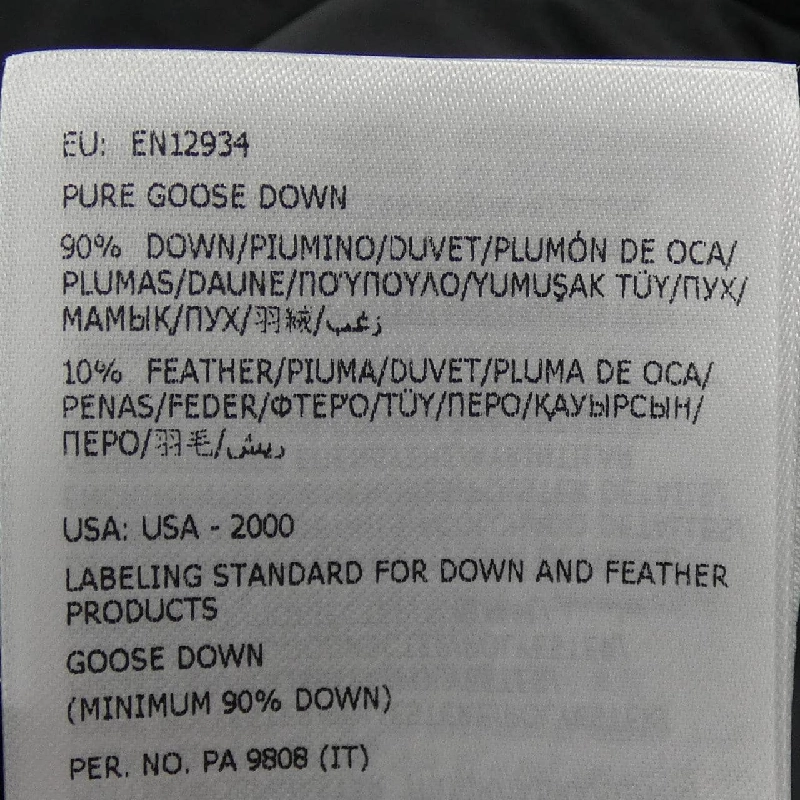 EU: EN12934
PURE GOOSE DOWN
90% DOWN/PIUMINO/DUVET/PLUMÓN DE OCA/
PLUMAS/DAUNE/ΠΟΎΠΟΥΛΟ/YUMUŞAK TÜY/ПУХ/
МАМЫҚ/ПУХ/羽絨/زغب/
10% FEATHER/PIUMA/DUVET/PLUMA DE OCA/
PENAS/FEDER/ΦΤΕΡΌ/TÜY/ПЕРО/ҚАУЫРСЫН/
ПЕРО/羽毛/ريش/
USA: USA - 2000
LABELING STANDARD FOR DOWN AND FEATHER
PRODUCTS
GOOSE DOWN
(MINIMUM 90% DOWN)
PER. NO. PA 9808 (IT)